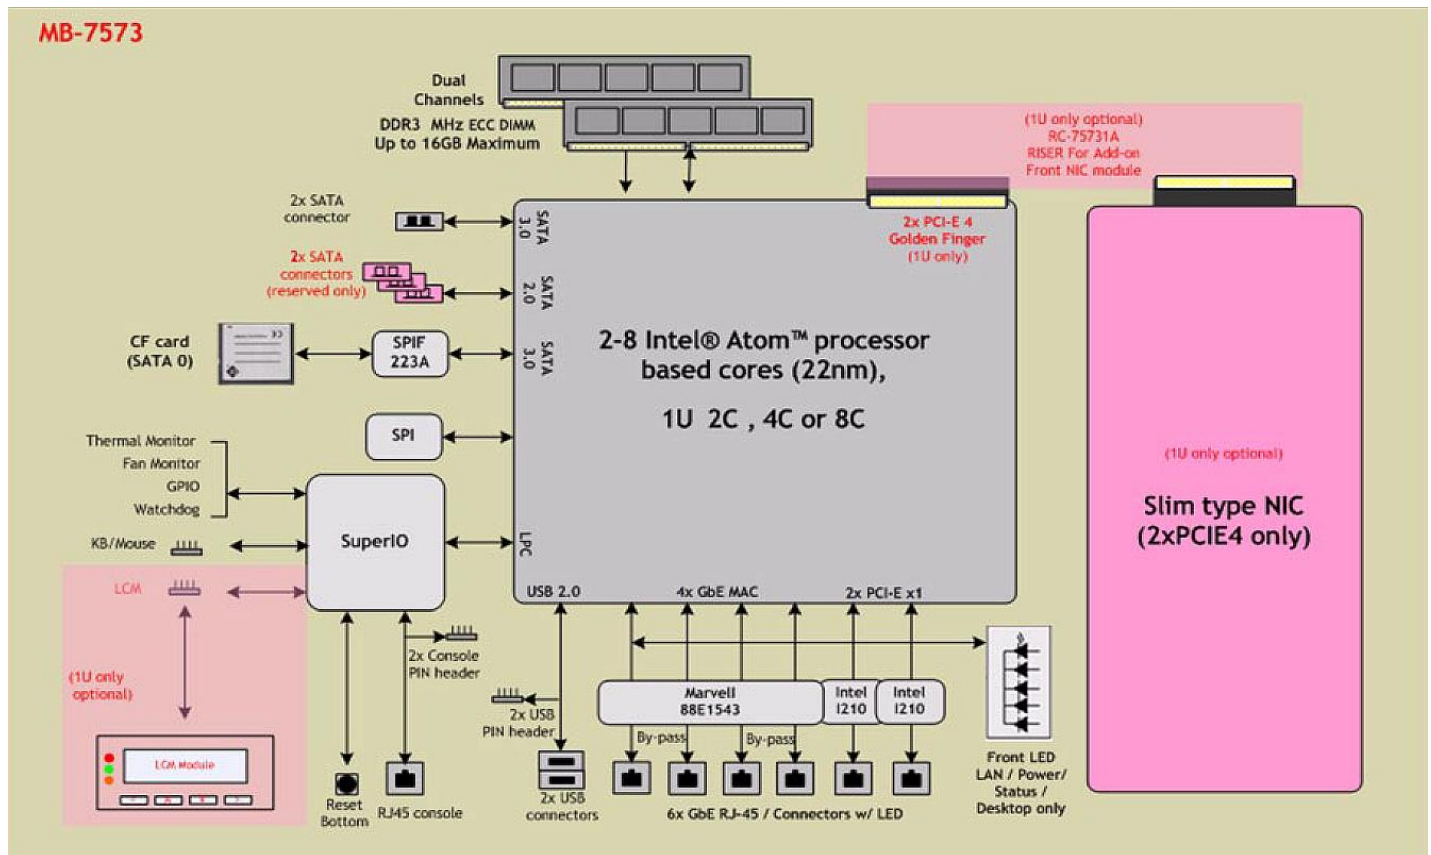 MB-7573
Dual
Channels
DDR3 MHz ECC DIMM
Up to 16GB Maximum
(1U only optional)
RC-75731A
RISER For Add-on
Front NIC module
2x SATA
connector
SATA
3.0
2x PCI-E 4
Golden Finger
(1U only)
2x SATA
connectors
(reserved only)
SATA
2.0
CF card
(SATA 0)
SPIF
223A
SATA
3.0
2-8 Intel® Atom™ processor
based cores (22nm),
1U 2C , 4C or 8C
SPI
Thermal Monitor
Fan Monitor
GPIO
Watchdog
KB/Mouse
SuperIO
LPC
(1U only optional)
Slim type NIC
(2xPCIE4 only)
LCM
USB 2.0
4x GbE MAC
2x PCI-E x1
2x Console
PIN header
(1U only
optional)
Marvell
88E1543
Intel
I210
Intel
I210
2x USB
PIN header
By-pass
By-pass
LCM Module
Front LED
LAN / Power/
Status /
Desktop only
Reset
Bottom
RJ45 console
2x USB
connectors
6x GbE RJ-45 / Connectors w/ LED